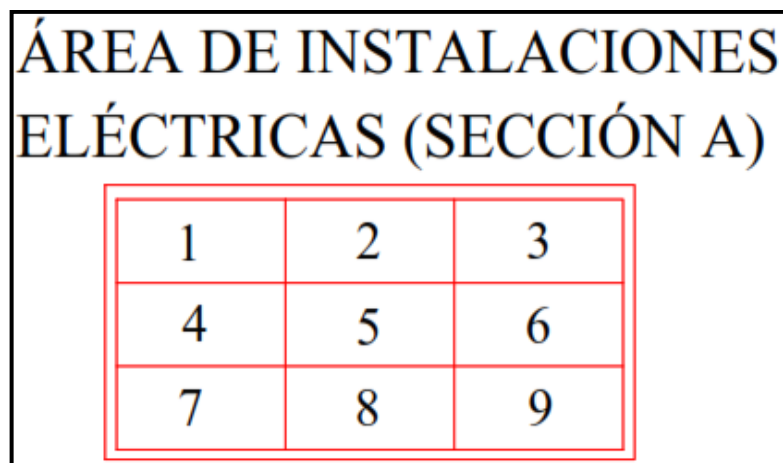 ÁREA DE INSTALACIONES
ELÉCTRICAS (SECCIÓN A)
1 2 3
4 5 6
7 8 9